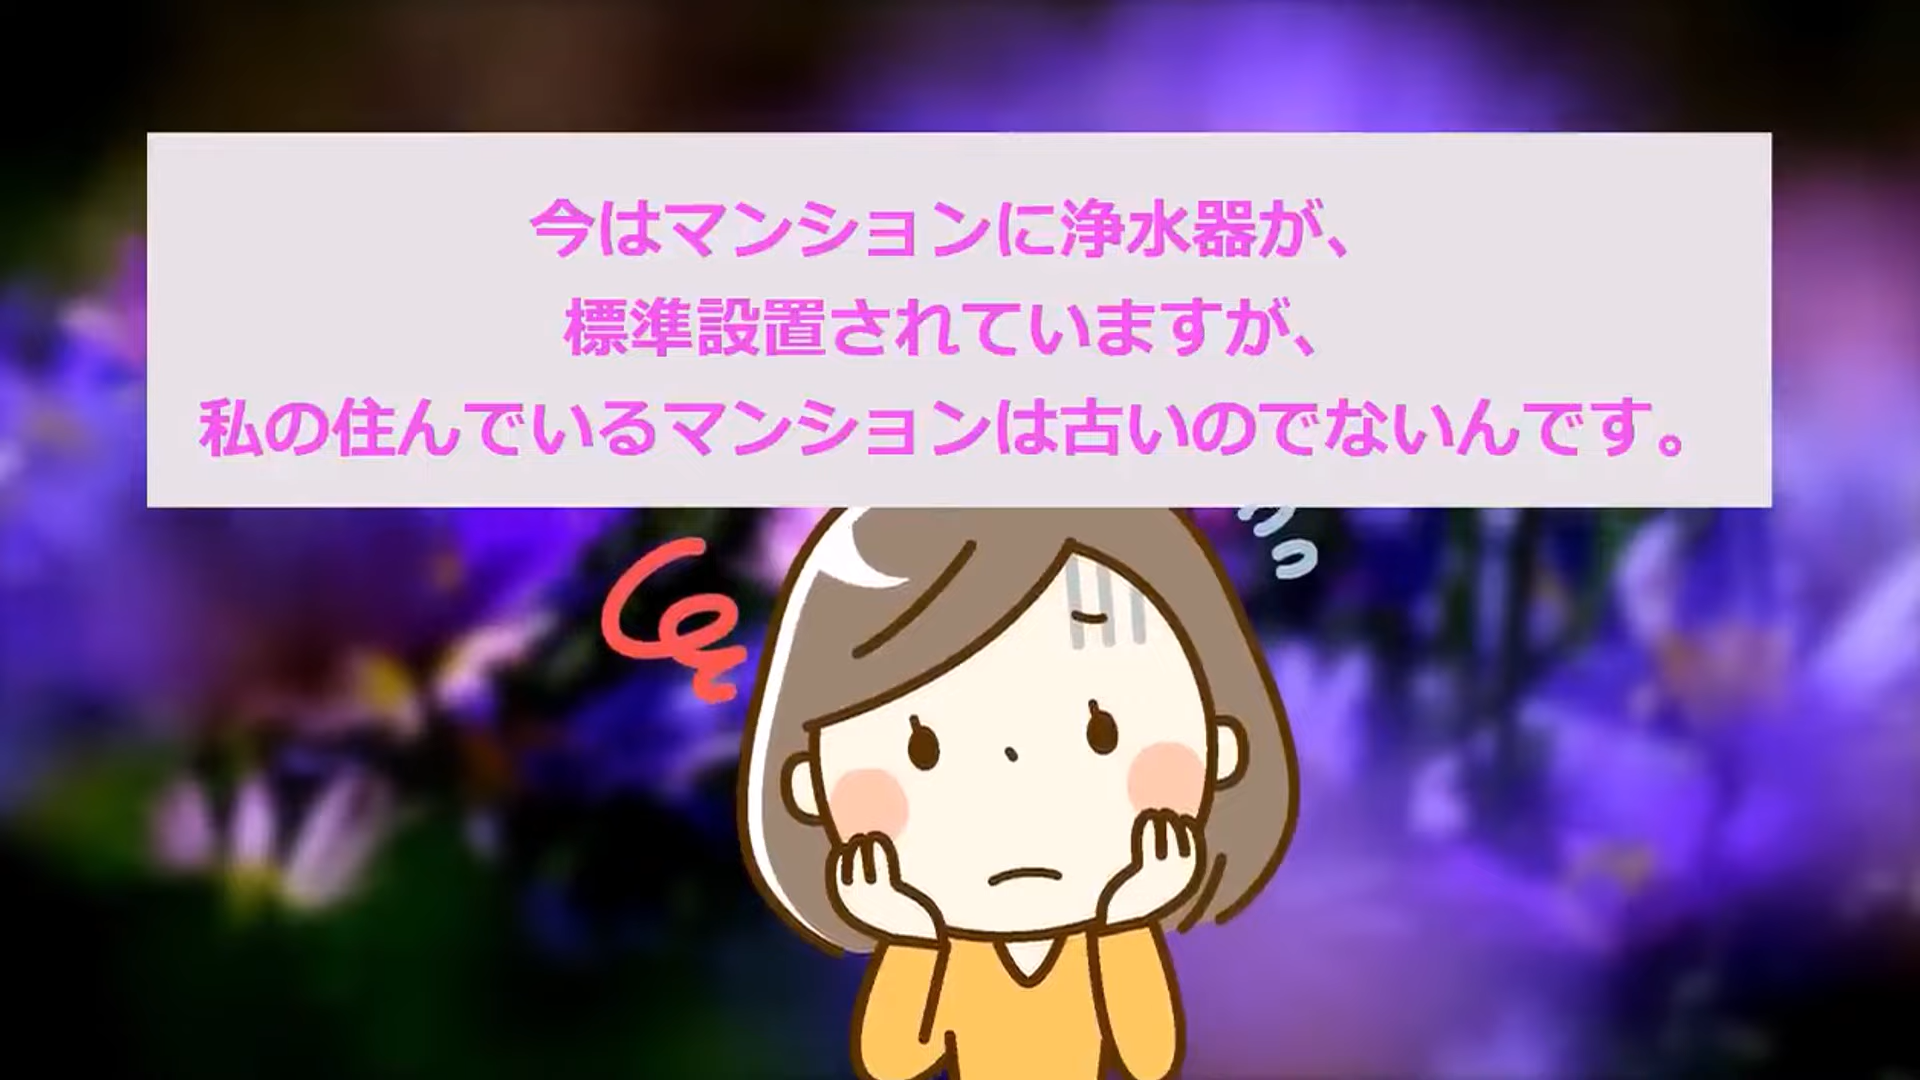 今はマンションに浄水器が、
標準設置されていますが、
私の住んでいるマンションは古いのでないんです。